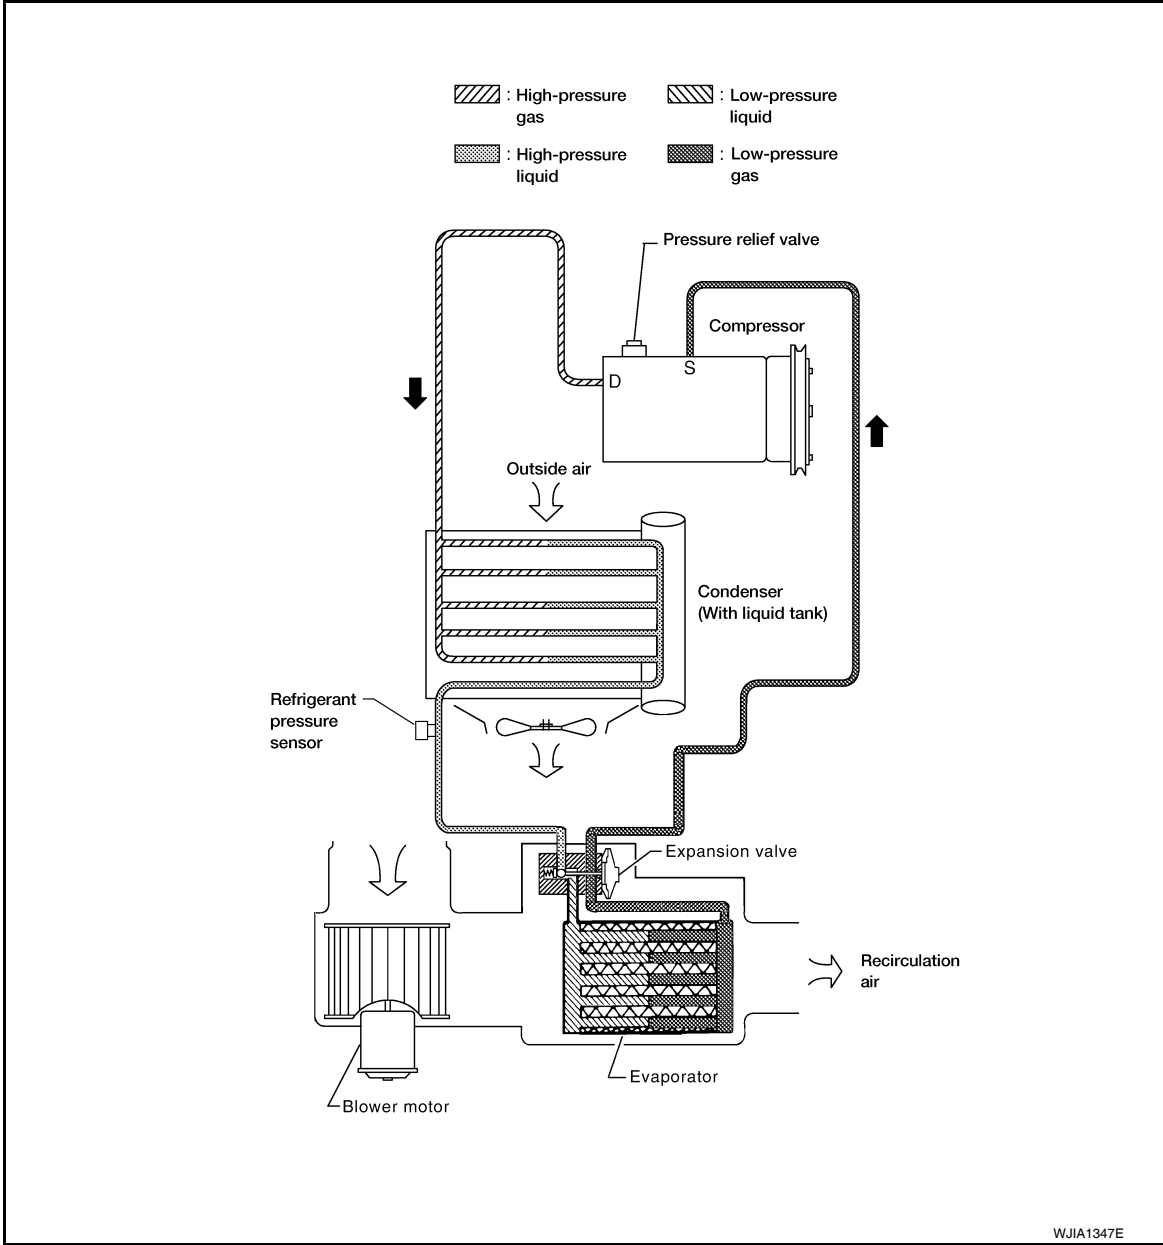 : High-pressure
gas
: Low-pressure
liquid
: High-pressure
liquid
: Low-pressure
gas
Pressure relief valve
Compressor
S
D
Outside air
Condenser
(With liquid tank)
Refrigerant
pressure
sensor
Expansion valve
Recirculation
air
Evaporator
Blower motor
WJIA1347E